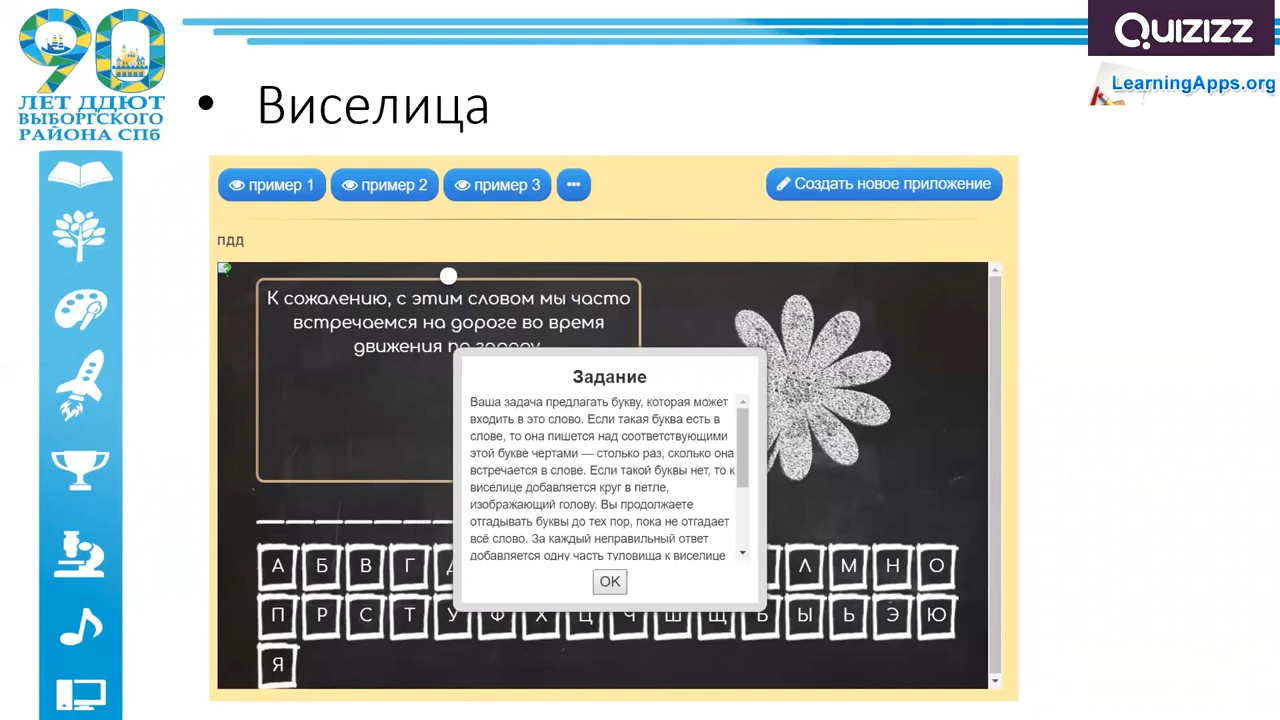 90
ЛЕТ ДДЮТ
ВЫБОРГСКОГО
РАЙОНА СПб
QUIZIZZ
LearningApps.org
• Виселица
пример 1
пример 2
пример 3
Создать новое приложение
пдд
К сожалению, с этим словом мы часто
встречаемся на дороге во время
движения по городу
Задание
Ваша задача предлагать букву, которая может
входить в это слово. Если такая буква есть в
слове, то она пишется над соответствующими
этой букве чертами — столько раз, сколько она
встречается в слове. Если такой буквы нет, то к
виселице добавляется круг в петле,
изображающий голову. Вы продолжаете
отгадывать буквы до тех пор, пока не отгадает
всё слово. За каждый неправильный ответ
добавляется одну часть туловища к виселице
OK
А Б В Г Л М Н О
П Р С Т У Ф Х Ц Ч Ш Щ Ъ Ы Ь Э Ю
Я